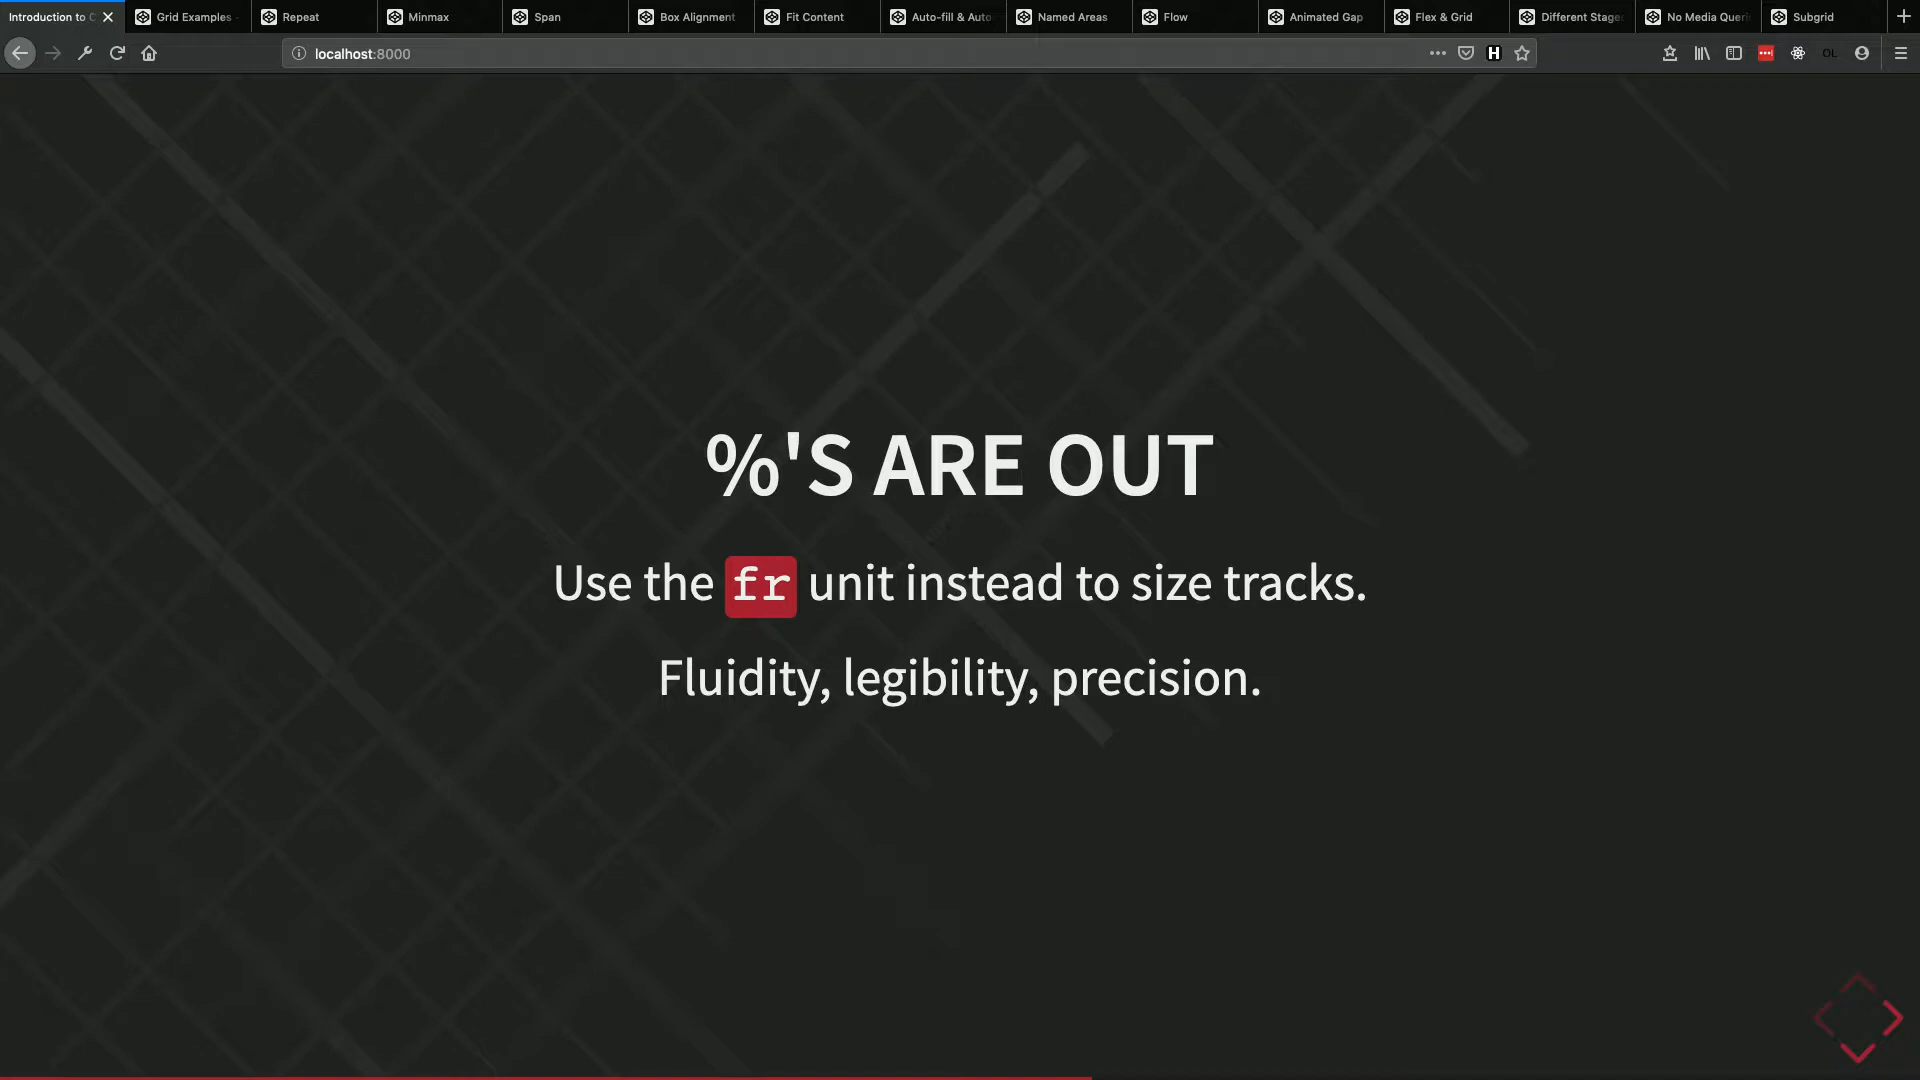 Introduction to C
Grid Examples -
Repeat
Minmax
Span
Box Alignment
Fit Content
Auto-fill & Auto
Named Areas
Flow
Animated Gap
Flex & Grid
Different Stage
No Media Queri
Subgrid
localhost:8000
H
OL
%'S ARE OUT
Use the fr unit instead to size tracks.
Fluidity, legibility, precision.